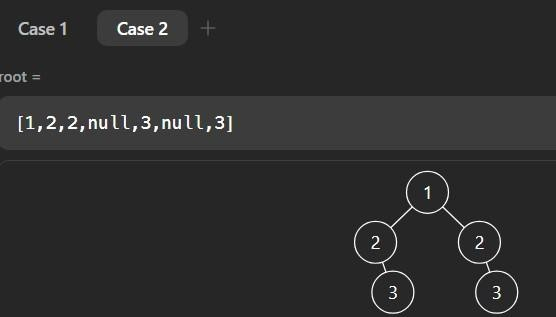 Case 1 Case 2 +
root =
[1,2,2,null,3,null,3]
1
2 2
3 3